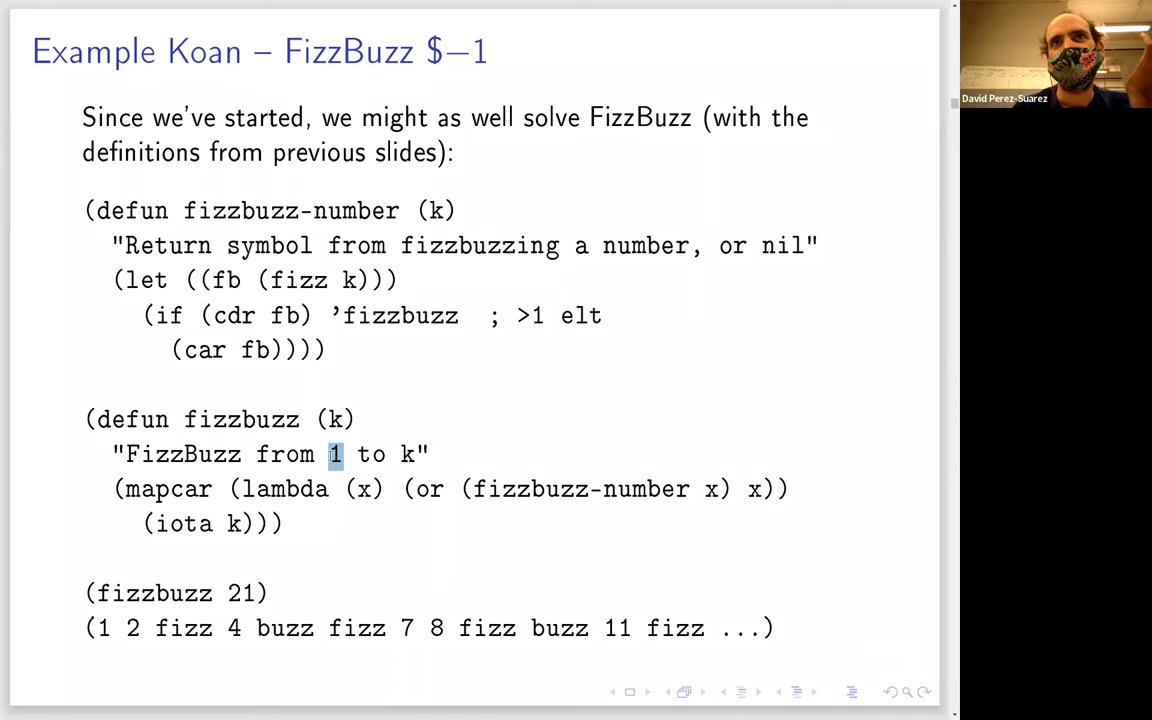 Example Koan – FizzBuzz $−1
Since we've started, we might as well solve FizzBuzz (with the
definitions from previous slides):
(defun fizzbuzz-number (k)
"Return symbol from fizzbuzzing a number, or nil"
(let ((fb (fizz k)))
(if (cdr fb) ’fizzbuzz ; >1 elt
(car fb))))
(defun fizzbuzz (k)
"FizzBuzz from 1 to k"
(mapcar (lambda (x) (or (fizzbuzz-number x) x))
(iota k)))
(fizzbuzz 21)
(1 2 fizz 4 buzz fizz 7 8 fizz buzz 11 fizz ...)
David Perez-Suarez